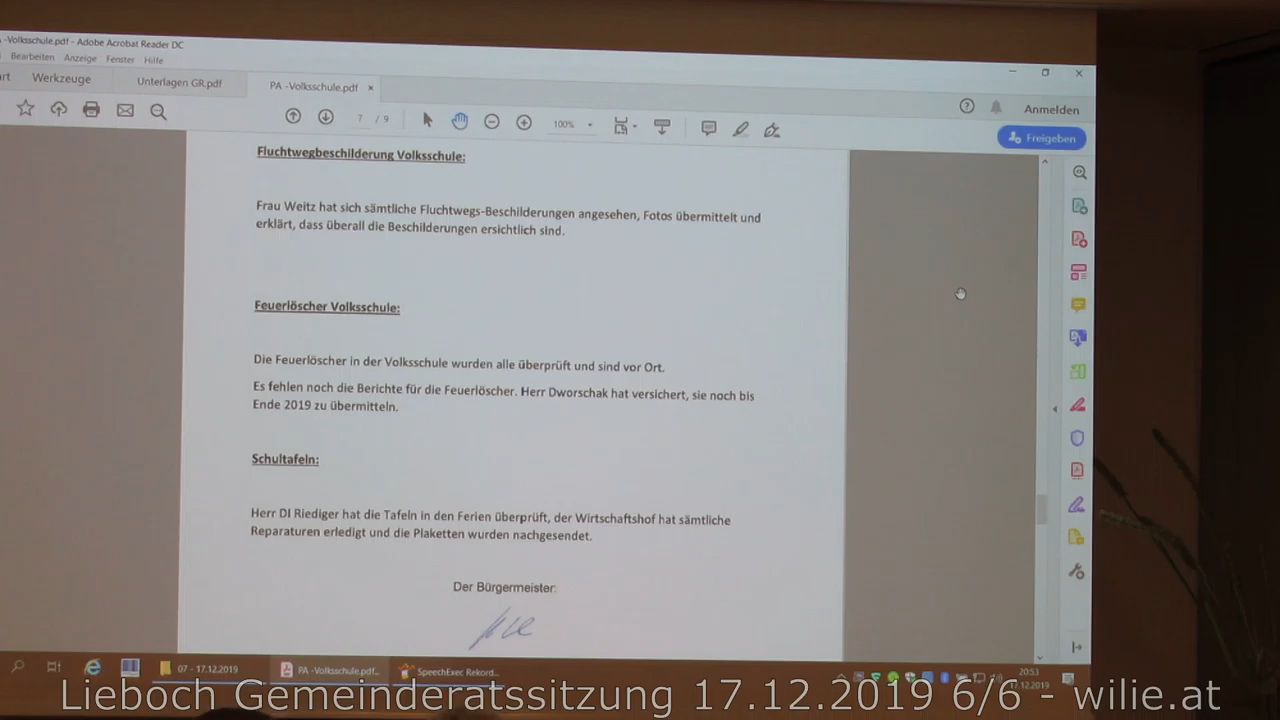 -Volksschule.pdf - Adobe Acrobat Reader DC
Bearbeiten Anzeige Fenster Hilfe
Werkzeuge Unterlagen GR.pdf PA -Volksschule.pdf ×
7 / 9 100% Anmelden
Freigeben
Fluchtwegbeschilderung Volksschule:
Frau Weitz hat sich sämtliche Fluchtwegs-Beschilderungen angesehen, Fotos übermittelt und
erklärt, dass überall die Beschilderungen ersichtlich sind.
Feuerlöscher Volksschule:
Die Feuerlöscher in der Volksschule wurden alle überprüft und sind vor Ort.
Es fehlen noch die Berichte für die Feuerlöscher. Herr Dworschak hat versichert, sie noch bis
Ende 2019 zu übermitteln.
Schultafeln:
Herr DI Riediger hat die Tafeln in den Ferien überprüft, der Wirtschaftshof hat sämtliche
Reparaturen erledigt und die Plaketten wurden nachgesendet.
Der Bürgermeister:
07 - 17.12.2019 PA -Volksschule.pdf... SpeechExec Rekord... 20:53
17.12.2019
Lieboch Gemeinderatssitzung 17.12.2019 6/6 - wilie.at